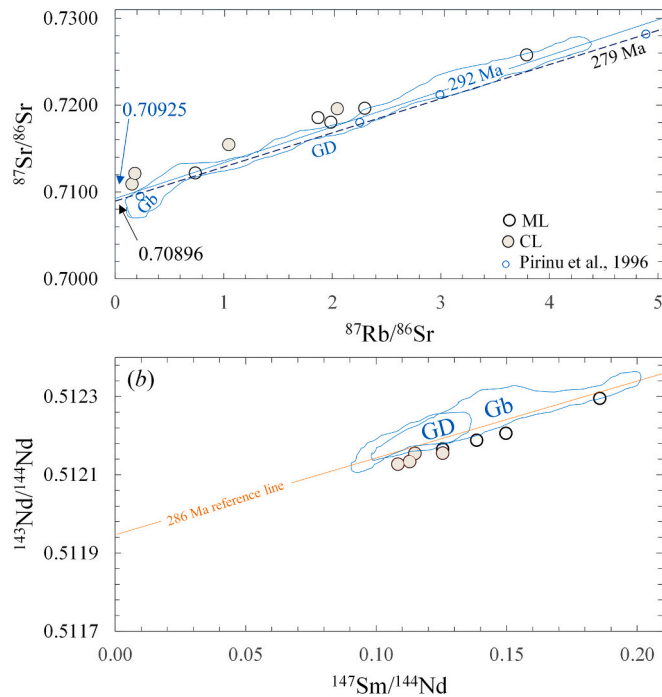 0.7300
0.7200
0.7100
0.7000
⁸⁷Sr/⁸⁶Sr
0.70925
292 Ma
279 Ma
GD
Gb
0.70896
ML
CL
Pirinu et al., 1996
0 1 2 3 4 5
⁸⁷Rb/⁸⁶Sr
(b)
0.5123
0.5121
0.5119
0.5117
¹⁴³Nd/¹⁴⁴Nd
GD
Gb
286 Ma reference line
0.00 0.05 0.10 0.15 0.20
¹⁴⁷Sm/¹⁴⁴Nd